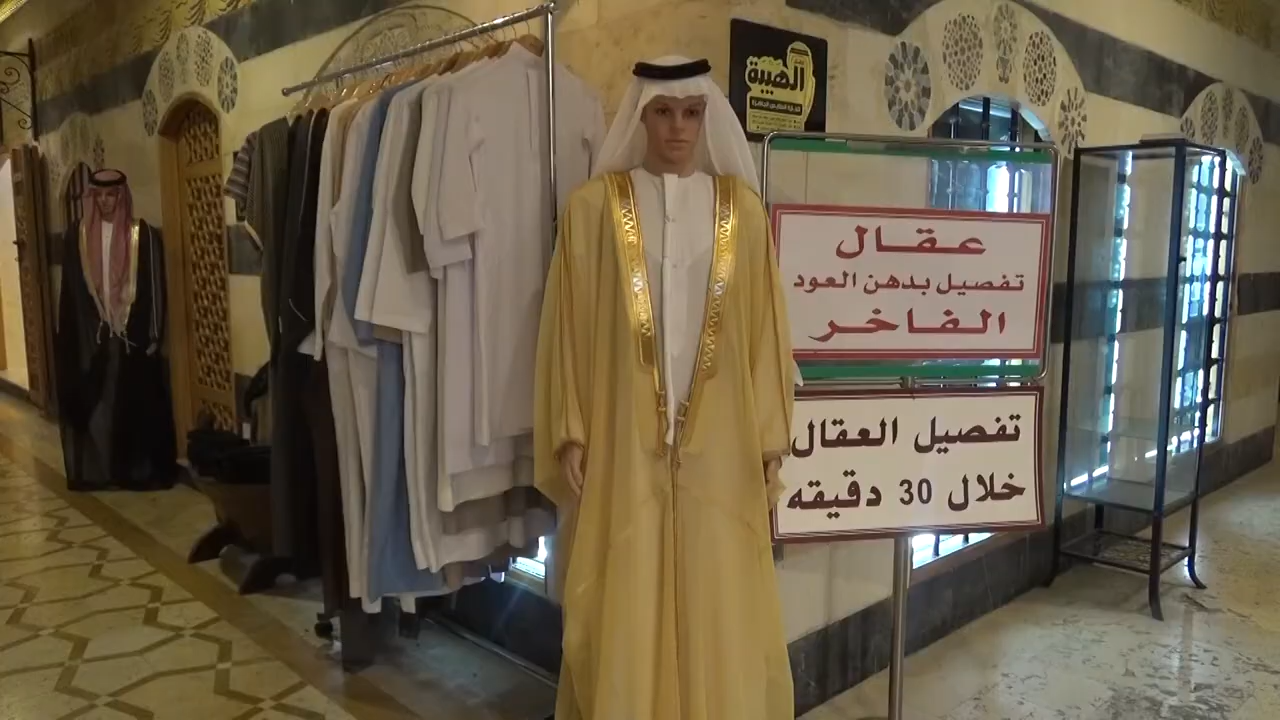 الهيبة
عقال
تفصيل بدهن العود
الفاخر
تفصيل العقال
خلال 30 دقيقه